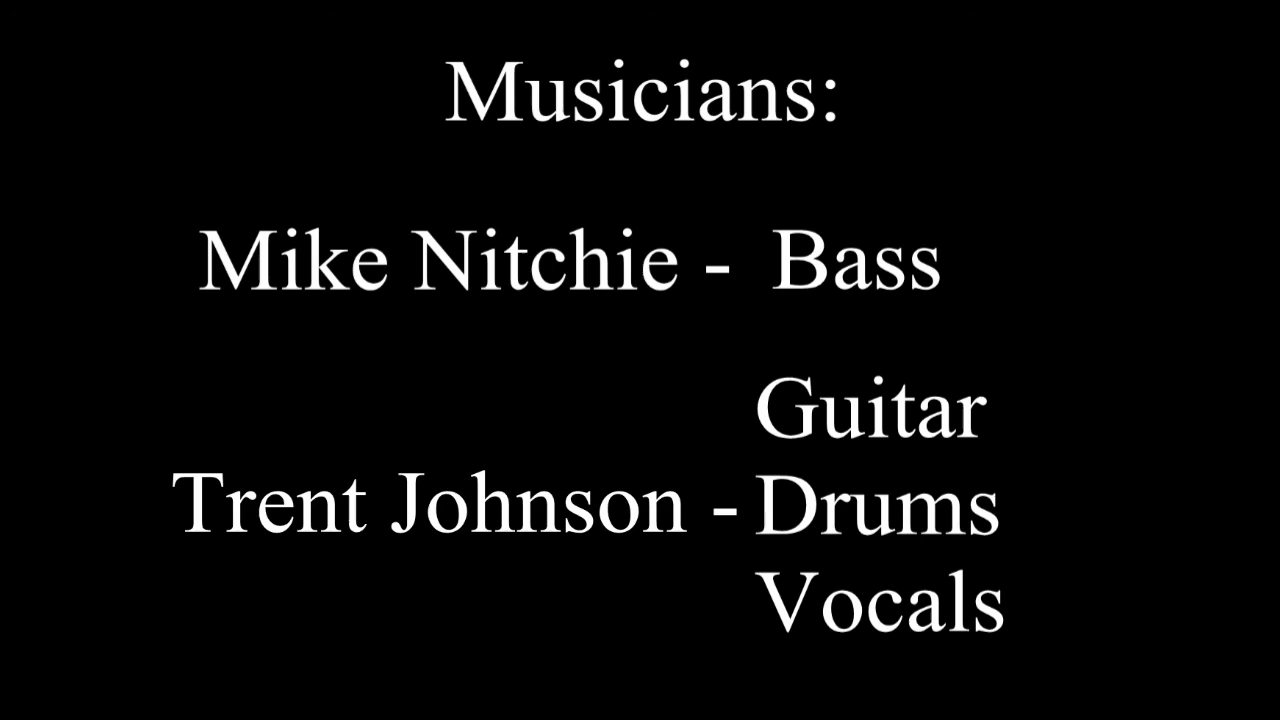 Musicians:
Mike Nitchie - Bass
Guitar
Trent Johnson - Drums
Vocals